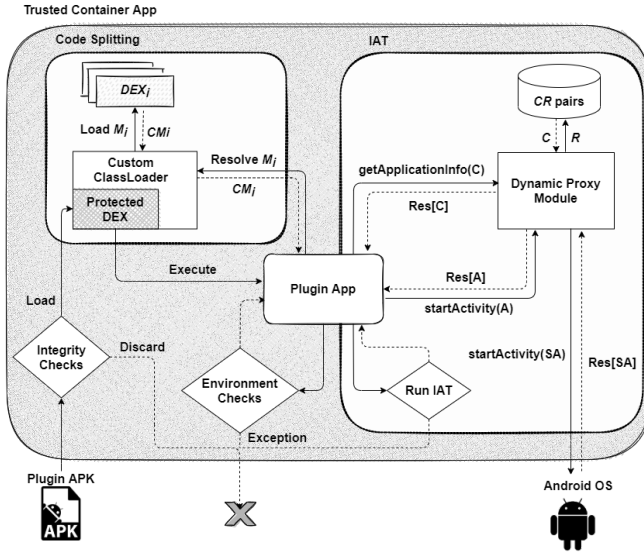 Trusted Container App
Code Splitting
IAT
DEXi
CR pairs
Load Mi
CMi
C
R
Custom
ClassLoader
Resolve Mi
CMi
getApplicationInfo(C)
Dynamic Proxy
Module
Protected
DEX
Res[C]
Execute
Res[A]
Plugin App
startActivity(A)
Load
Discard
startActivity(SA)
Res[SA]
Integrity
Checks
Environment
Checks
Run IAT
Exception
Plugin APK
Android OS
APK
X